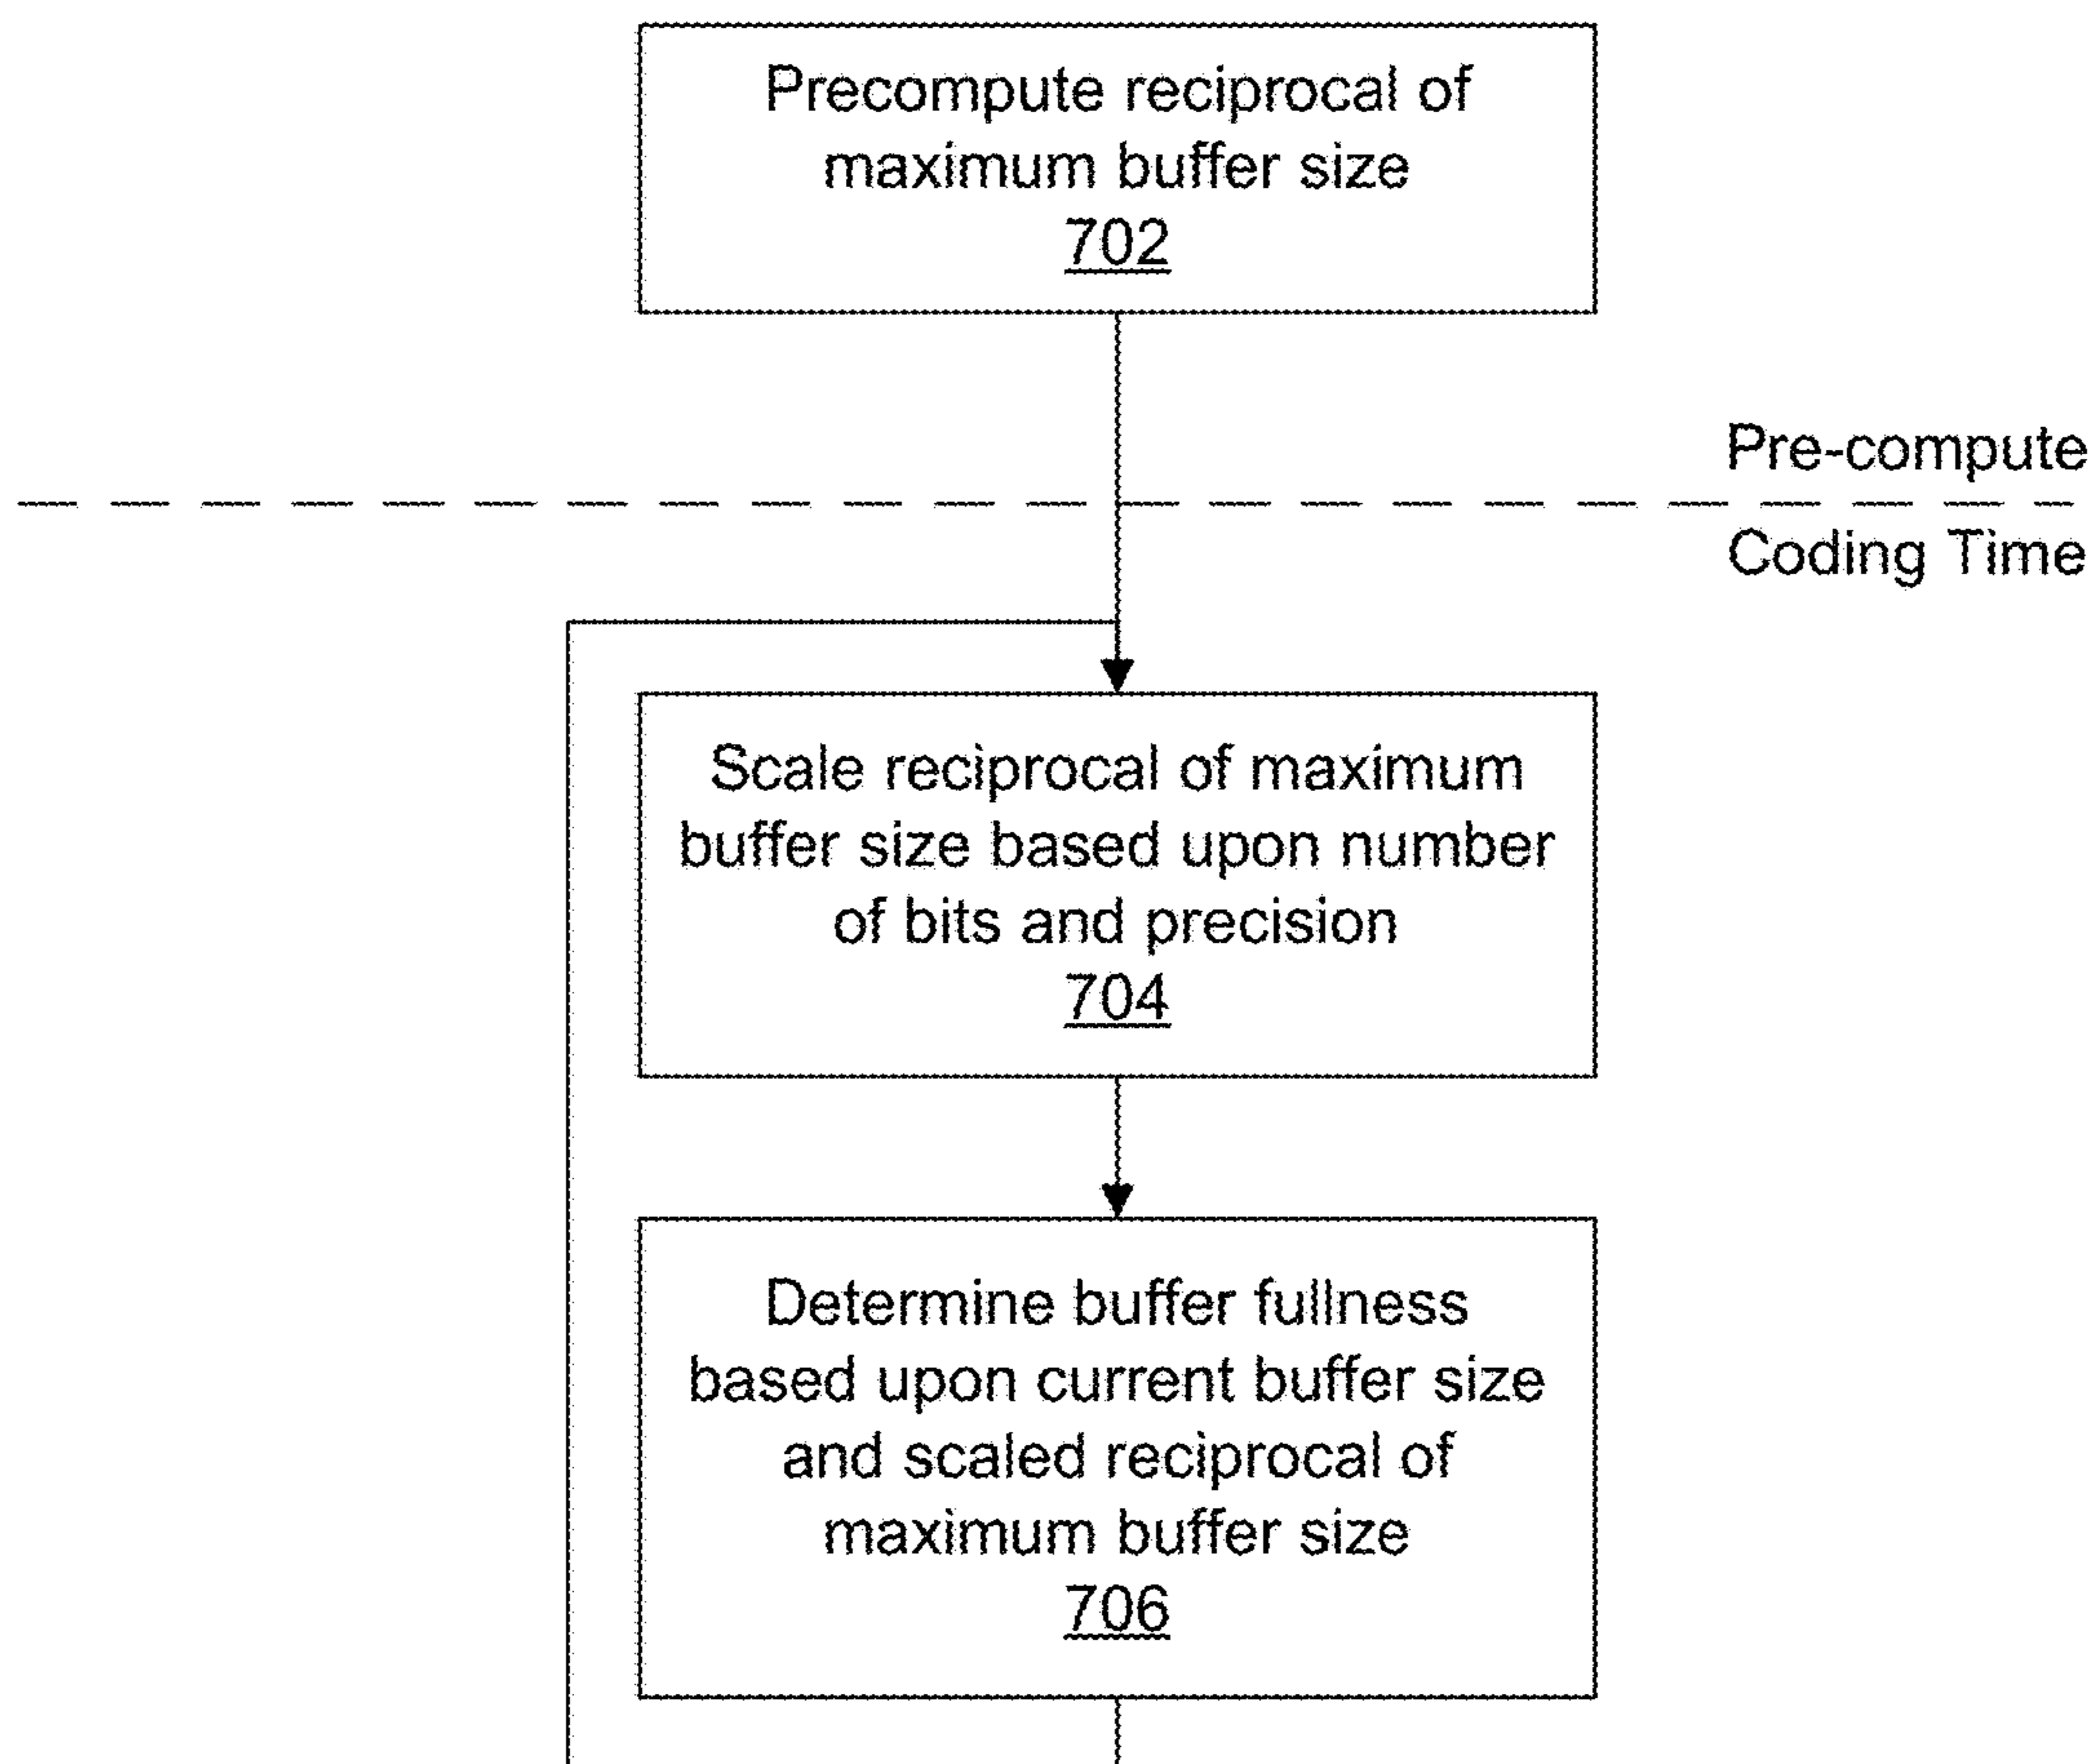 Precompute reciprocal of
maximum buffer size
702
Pre-compute
Coding Time
Scale reciprocal of maximum
buffer size based upon number
of bits and precision
704
Determine buffer fullness
based upon current buffer size
and scaled reciprocal of
maximum buffer size
706